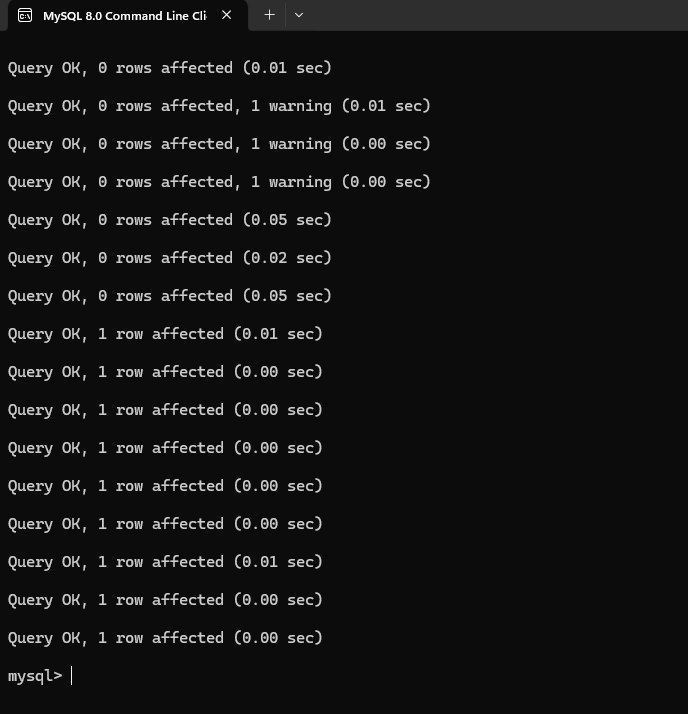 MySQL 8.0 Command Line Cli
Query OK, 0 rows affected (0.01 sec)
Query OK, 0 rows affected, 1 warning (0.01 sec)
Query OK, 0 rows affected, 1 warning (0.00 sec)
Query OK, 0 rows affected, 1 warning (0.00 sec)
Query OK, 0 rows affected (0.05 sec)
Query OK, 0 rows affected (0.02 sec)
Query OK, 0 rows affected (0.05 sec)
Query OK, 1 row affected (0.01 sec)
Query OK, 1 row affected (0.00 sec)
Query OK, 1 row affected (0.00 sec)
Query OK, 1 row affected (0.00 sec)
Query OK, 1 row affected (0.00 sec)
Query OK, 1 row affected (0.00 sec)
Query OK, 1 row affected (0.01 sec)
Query OK, 1 row affected (0.00 sec)
Query OK, 1 row affected (0.00 sec)
mysql>